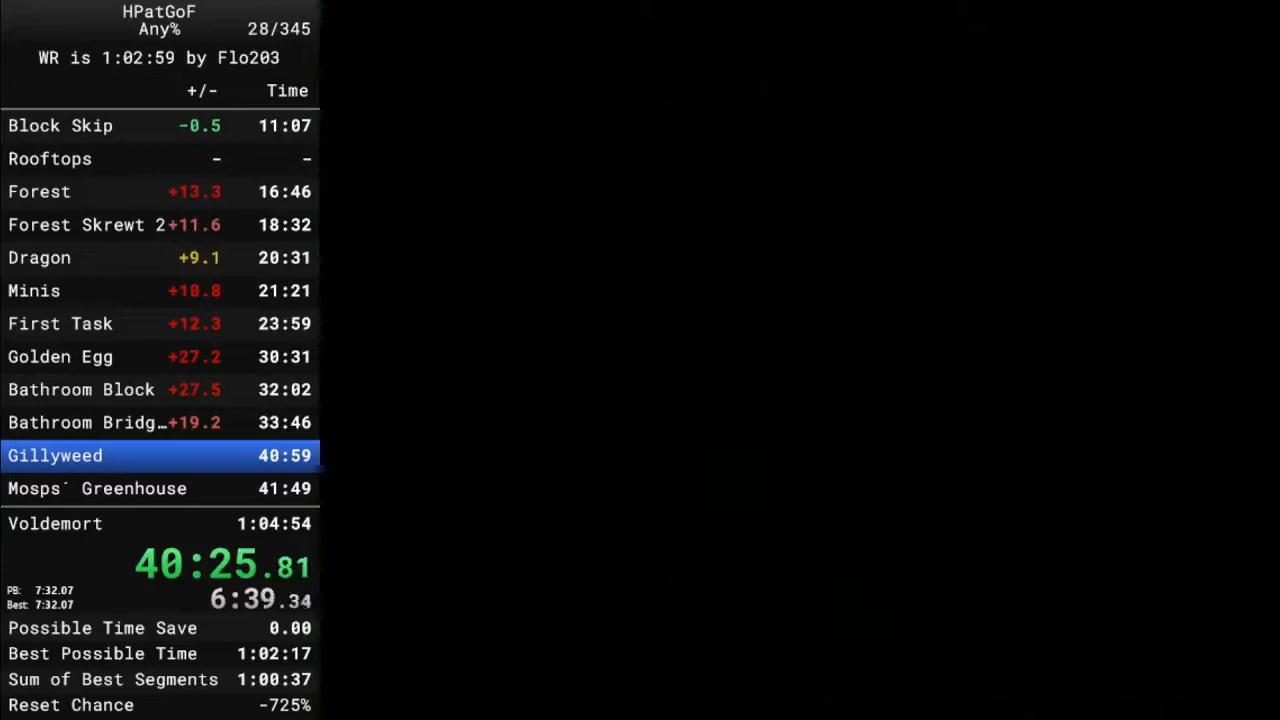 HPatGoF
Any% 28/345
WR is 1:02:59 by Flo203
+/- Time
Block Skip -0.5 11:07
Rooftops - -
Forest +13.3 16:46
Forest Skrewt 2 +11.6 18:32
Dragon +9.1 20:31
Minis +10.8 21:21
First Task +12.3 23:59
Golden Egg +27.2 30:31
Bathroom Block +27.5 32:02
Bathroom Bridg… +19.2 33:46
Gillyweed 40:59
Mosps´ Greenhouse 41:49
Voldemort 1:04:54
40:25.81
PB: 7:32.07
Best: 7:32.07
6:39.34
Possible Time Save 0.00
Best Possible Time 1:02:17
Sum of Best Segments 1:00:37
Reset Chance -725%